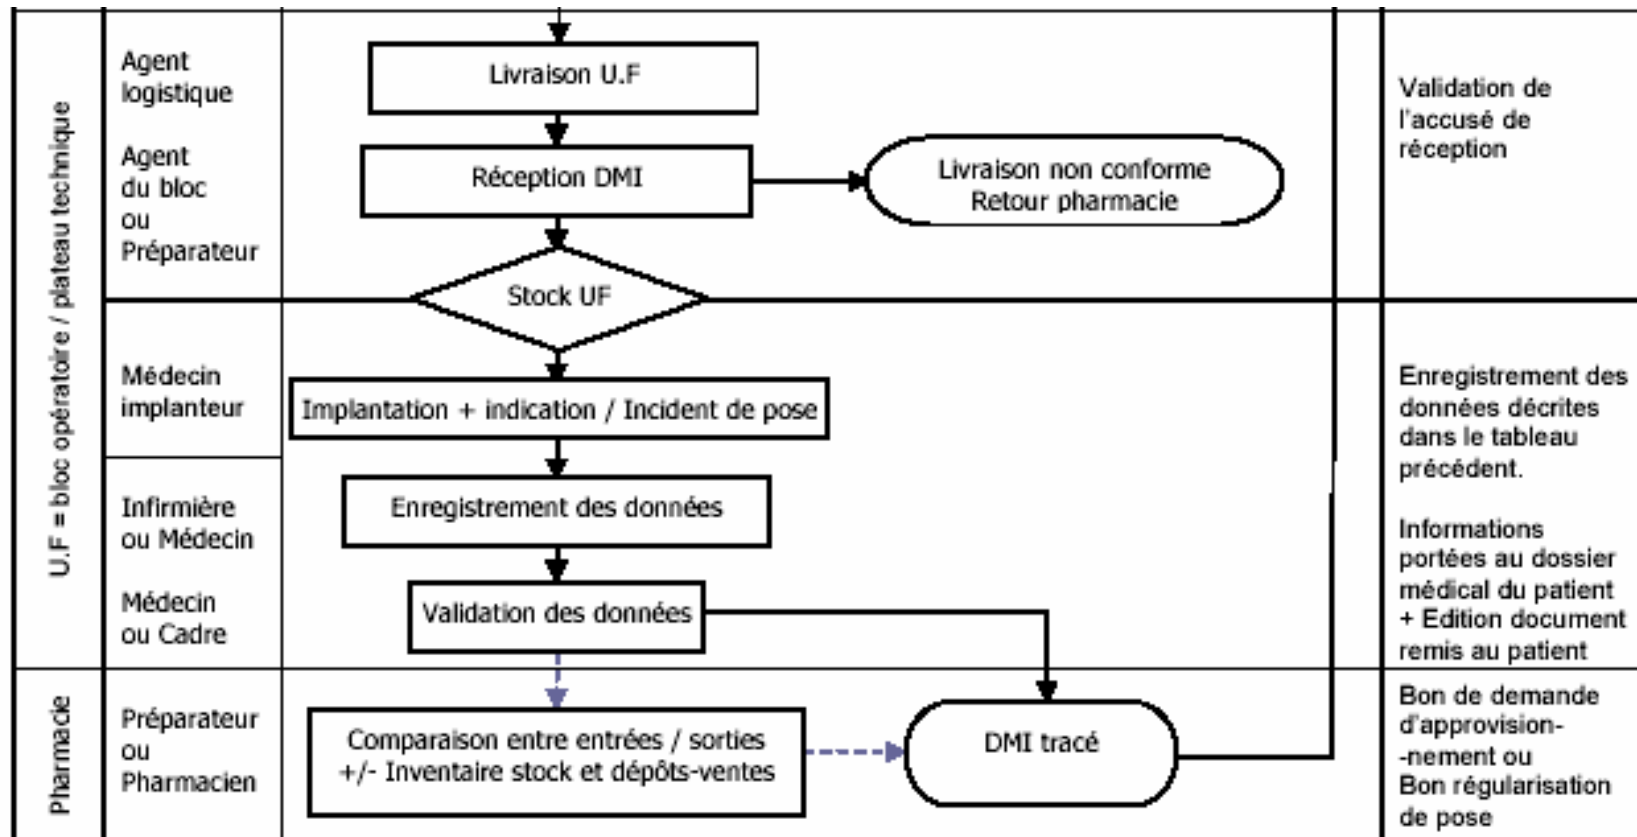 U.F = bloc opératoire / plateau technique
Agent
logistique
Agent
du bloc
ou
Préparateur
Livraison U.F
Réception DMI
Livraison non conforme
Retour pharmacie
Stock UF
Validation de
l'accusé de
réception
Médecin
implanteur
Implantation + indication / Incident de pose
Infirmière
ou Médecin
Enregistrement des données
Médecin
ou Cadre
Validation des données
Enregistrement des
données décrites
dans le tableau
précédent.
Informations
portées au dossier
médical du patient
+ Edition document
remis au patient
Pharmacie
Préparateur
ou
Pharmacien
Comparaison entre entrées / sorties
+/- Inventaire stock et dépôts-ventes
DMI tracé
Bon de demande
d'approvision-
-nement ou
Bon régularisation
de pose